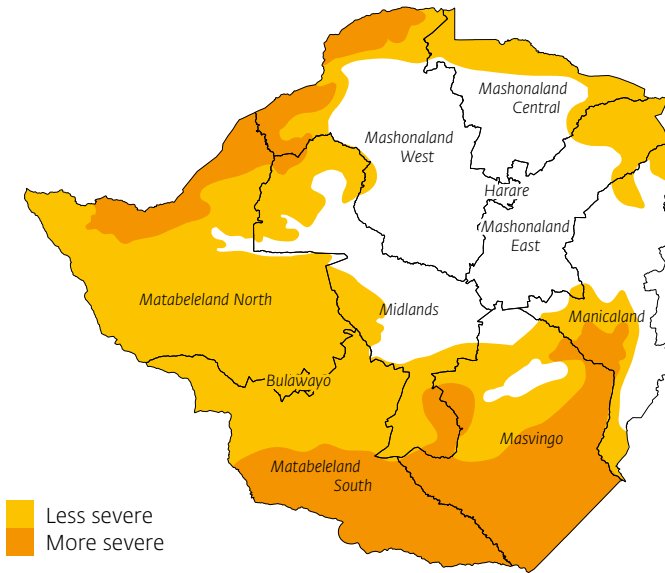 Mashonaland
Central
Mashonaland
West
Harare
Mashonaland
East
Matabeleland North
Midlands
Manicaland
Bulawayo
Masvingo
Matabeleland
South
Less severe
More severe